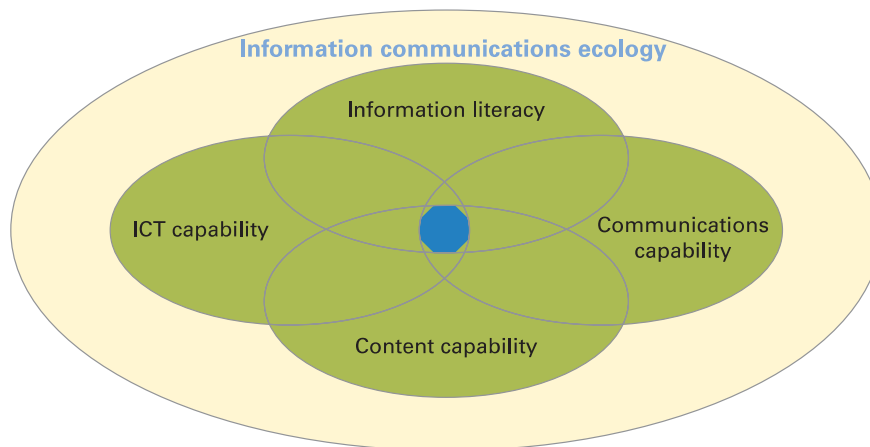 Information communications ecology
Information literacy
ICT capability
Communications
capability
Content capability